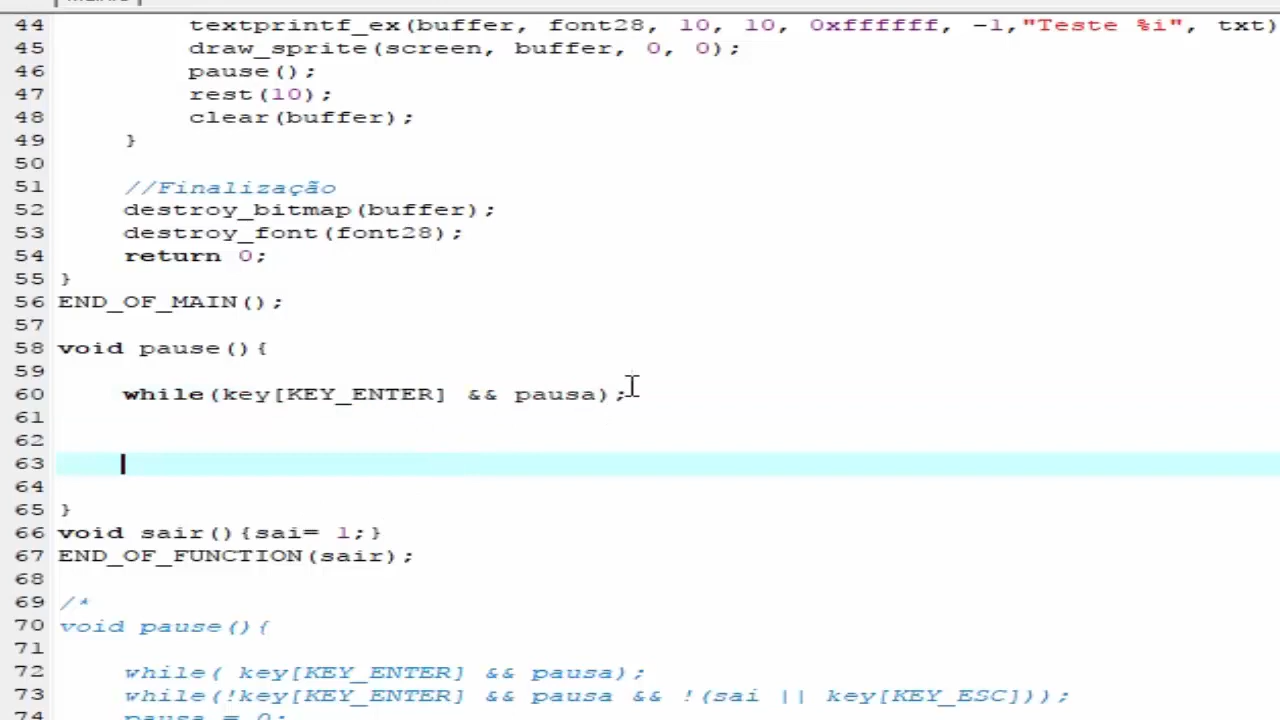 44 textprintf_ex(buffer, font28, 10, 10, 0xffffff, -1,"Teste %i", txt)
45 draw_sprite(screen, buffer, 0, 0);
46 pause();
47 rest(10);
48 clear(buffer);
49 }
50
51 //Finalização
52 destroy_bitmap(buffer);
53 destroy_font(font28);
54 return 0;
55 }
56 END_OF_MAIN();
57
58 void pause(){
59
60 while(key[KEY_ENTER] && pausa);
61
62
63
64
65 }
66 void sair(){sai= 1;}
67 END_OF_FUNCTION(sair);
68
69 /*
70 void pause(){
71
72 while( key[KEY_ENTER] && pausa);
73 while(!key[KEY_ENTER] && pausa && !(sai || key[KEY_ESC]));
74 pausa = 0;